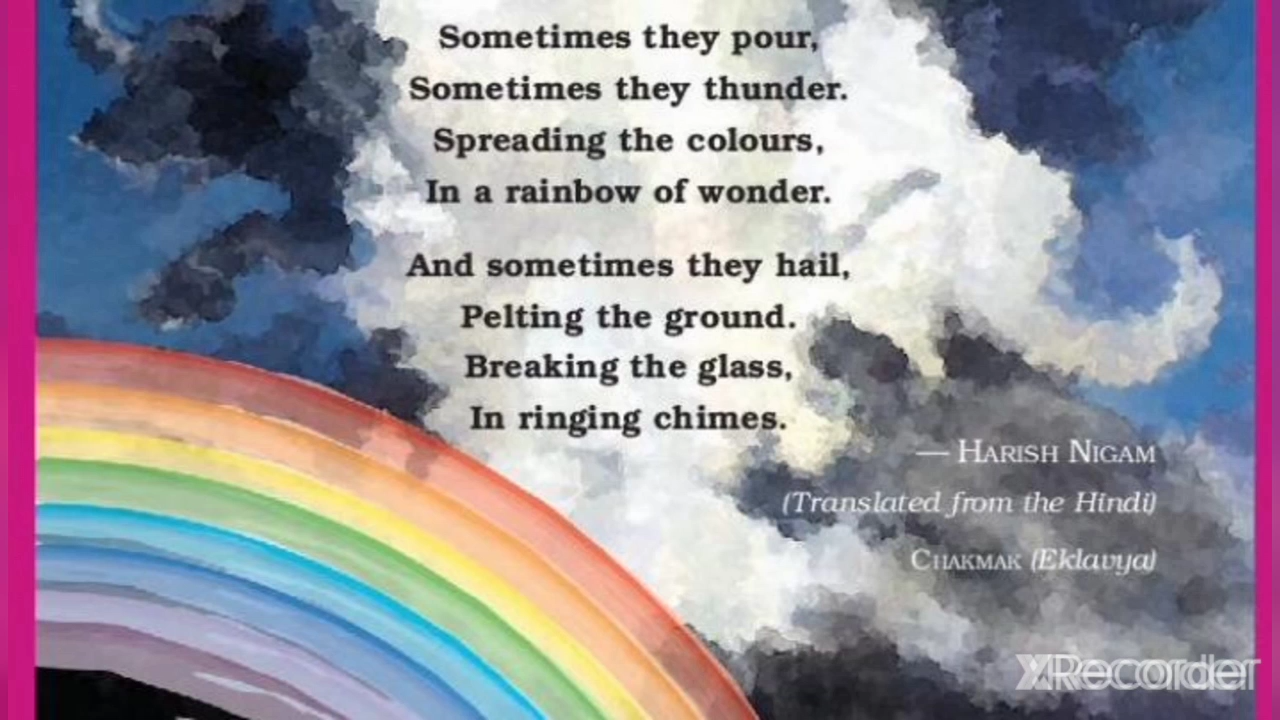 Sometimes they pour,
Sometimes they thunder.
Spreading the colours,
In a rainbow of wonder.
And sometimes they hail,
Pelting the ground.
Breaking the glass,
In ringing chimes.
— HARISH NIGAM
(Translated from the Hindi)
CHAKMAK (Eklavya)
XRecorder